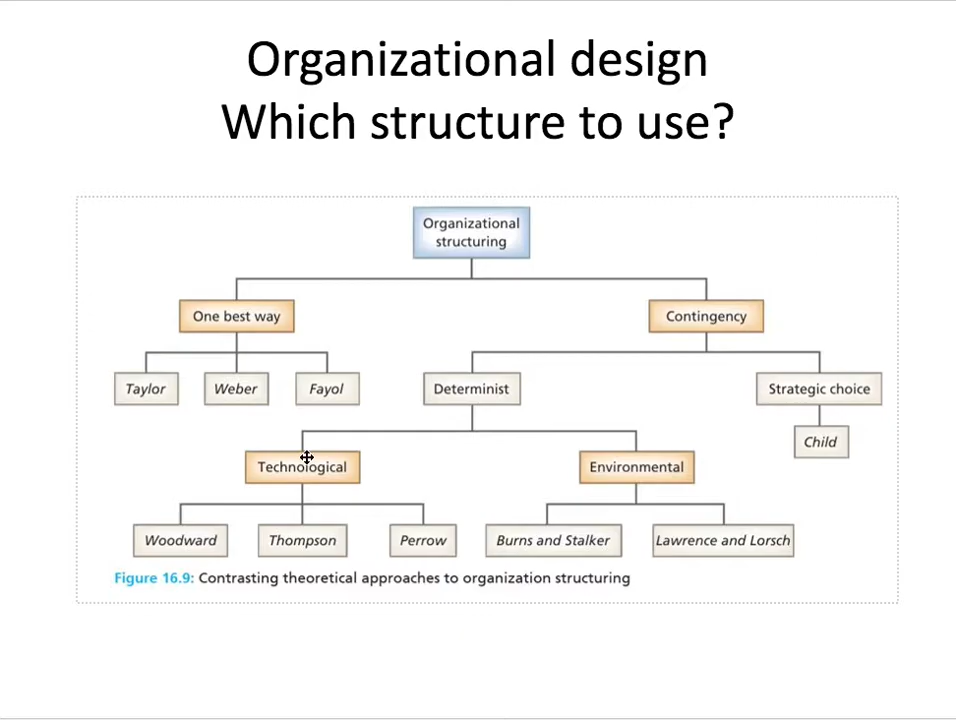 Organizational design
Which structure to use?
Organizational
structuring
One best way
Contingency
Taylor
Weber
Fayol
Determinist
Strategic choice
Child
Technological
Environmental
Woodward
Thompson
Perrow
Burns and Stalker
Lawrence and Lorsch
Figure 16.9: Contrasting theoretical approaches to organization structuring